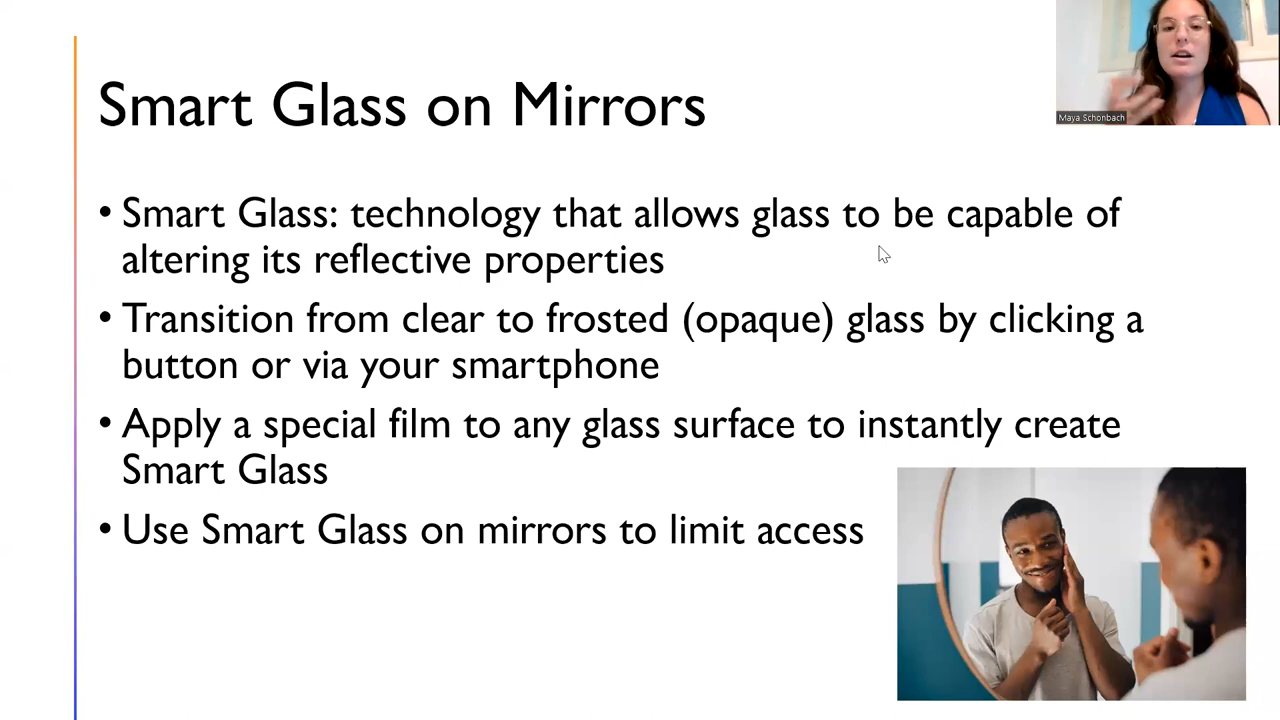 Smart Glass on Mirrors
Maya Schonbach
• Smart Glass: technology that allows glass to be capable of
altering its reflective properties
• Transition from clear to frosted (opaque) glass by clicking a
button or via your smartphone
• Apply a special film to any glass surface to instantly create
Smart Glass
• Use Smart Glass on mirrors to limit access